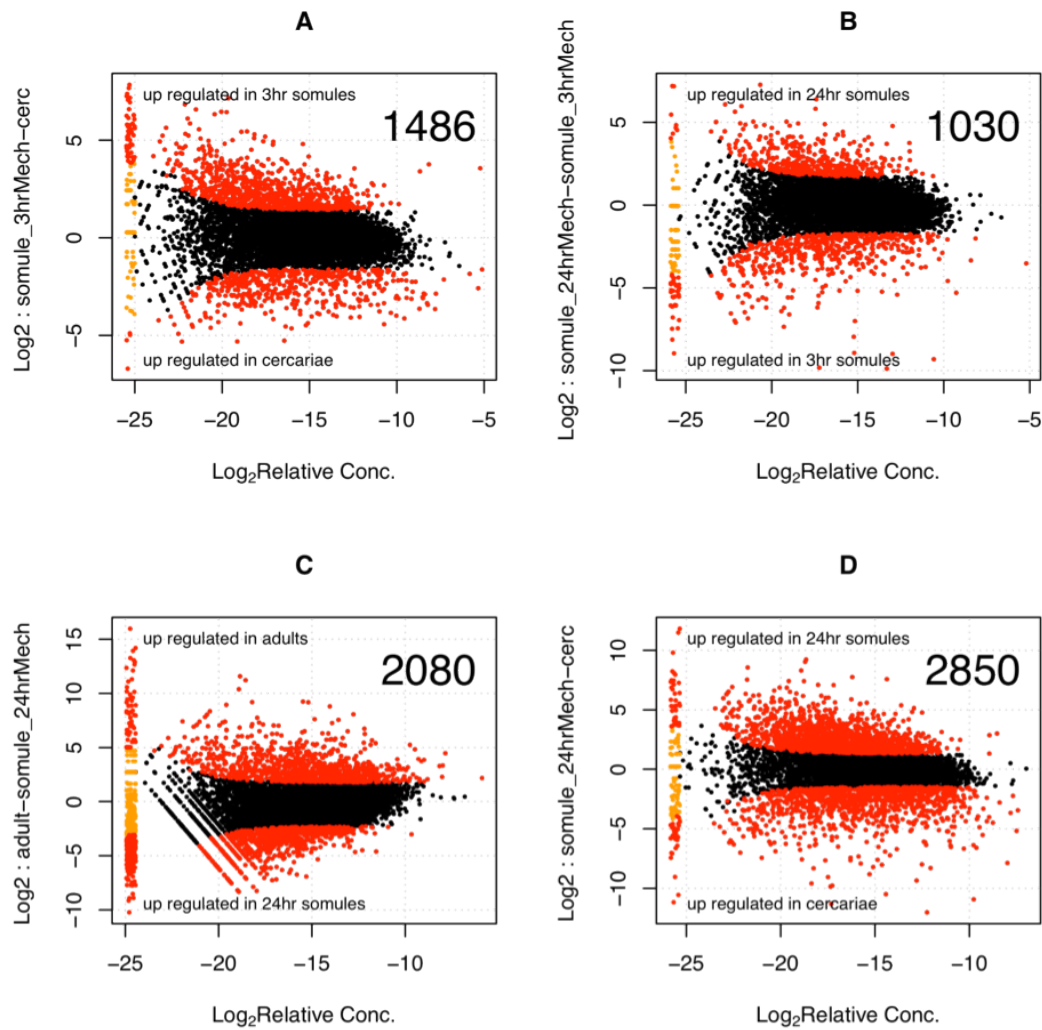 A
Log2 : somule_3hrMech-cerc
up regulated in 3hr somules
1486
5
0
−5
up regulated in cercariae
−25 −20 −15 −10 −5
Log2Relative Conc.
B
Log2 : somule_24hrMech-somule_3hrMech
up regulated in 24hr somules
1030
5
0
−5
−10
up regulated in 3hr somules
−25 −20 −15 −10 −5
Log2Relative Conc.
C
Log2 : adult-somule_24hrMech
up regulated in adults
2080
15
10
5
0
−5
−10
up regulated in 24hr somules
−25 −20 −15 −10
Log2Relative Conc.
D
Log2 : somule_24hrMech-cerc
up regulated in 24hr somules
2850
10
5
0
−5
−10
up regulated in cercariae
−25 −20 −15 −10
Log2Relative Conc.